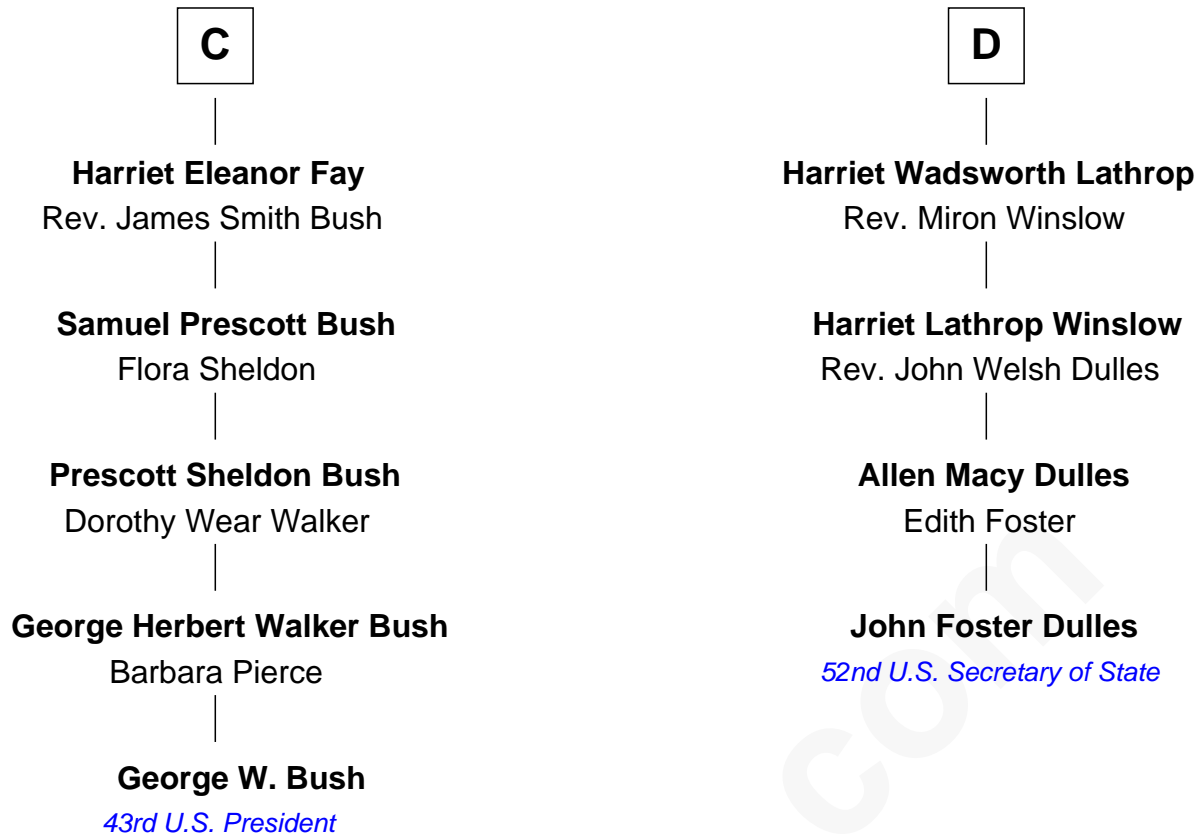 C
Harriet Eleanor Fay
Rev. James Smith Bush
Samuel Prescott Bush
Flora Sheldon
Prescott Sheldon Bush
Dorothy Wear Walker
George Herbert Walker Bush
Barbara Pierce
George W. Bush
43rd U.S. President
D
Harriet Wadsworth Lathrop
Rev. Miron Winslow
Harriet Lathrop Winslow
Rev. John Welsh Dulles
Allen Macy Dulles
Edith Foster
John Foster Dulles
52nd U.S. Secretary of State
com